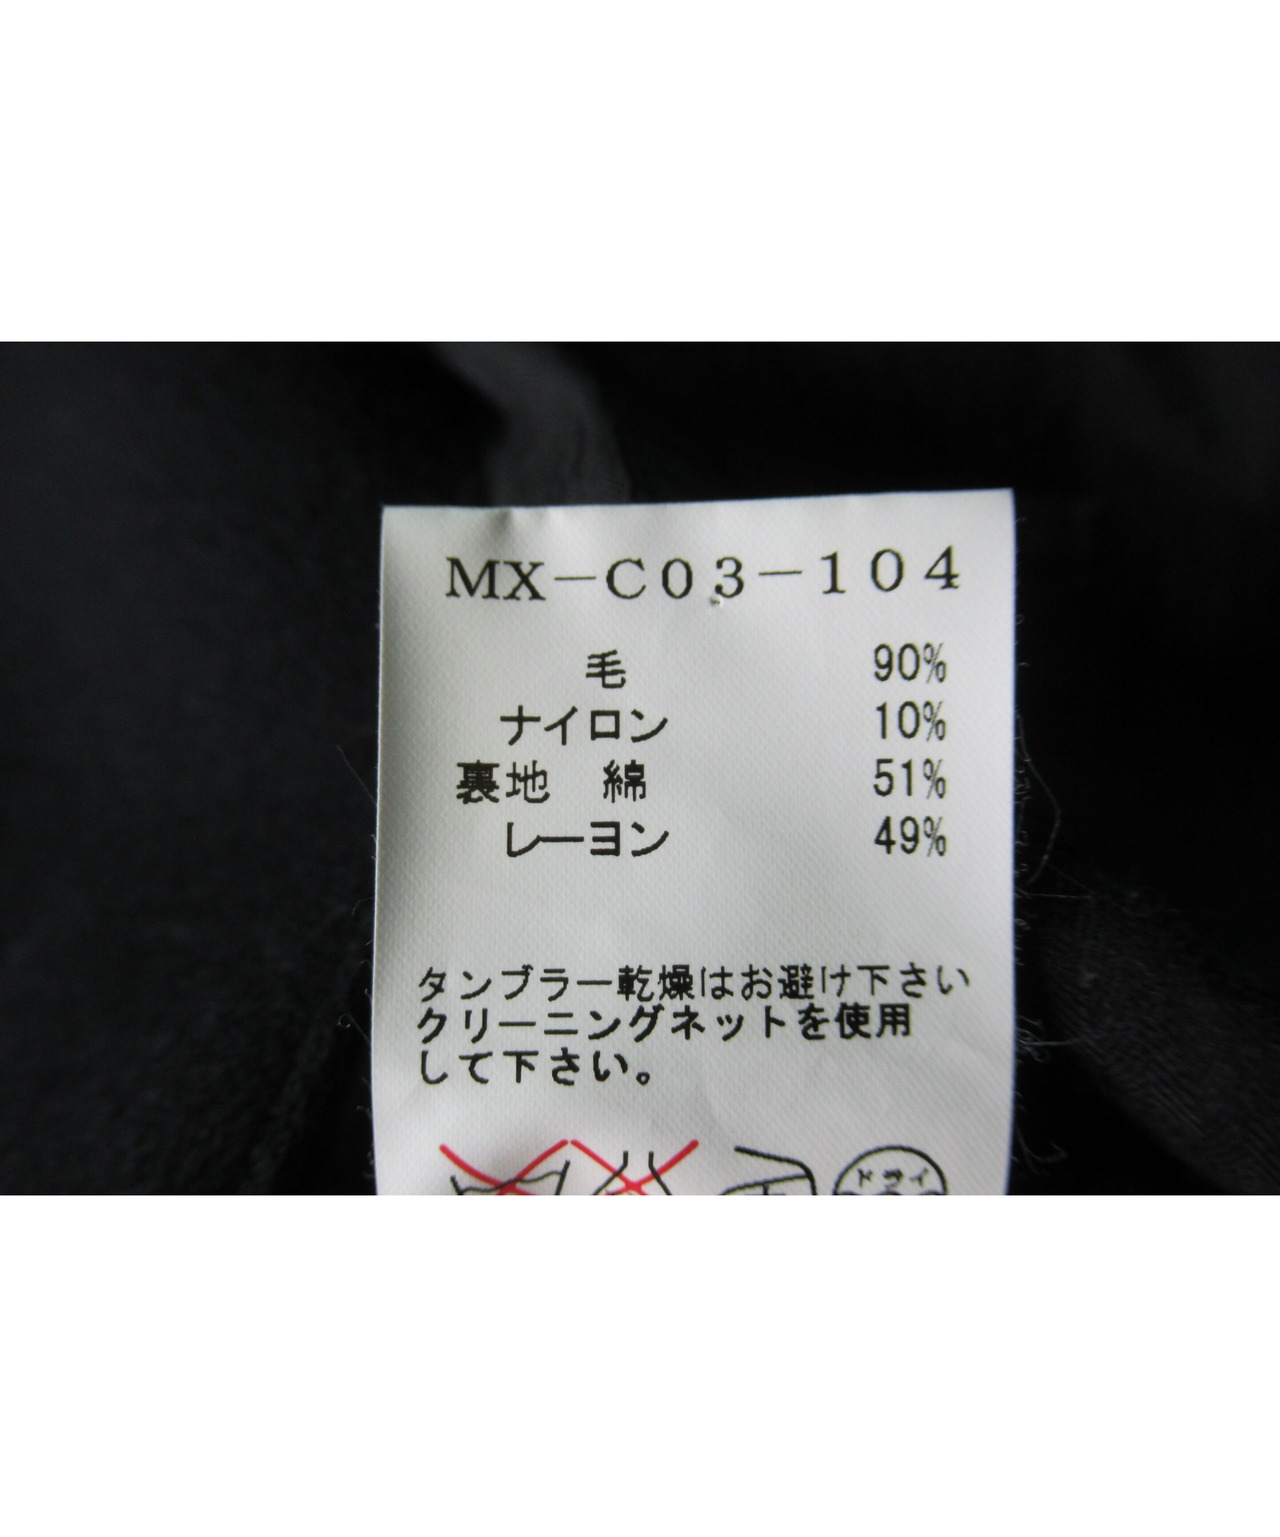 MX-C03-104
毛 90%
ナイロン 10%
裏地 綿 51%
レーヨン 49%
タンブラー乾燥はお避け下さい
クリーニングネットを使用
して下さい。